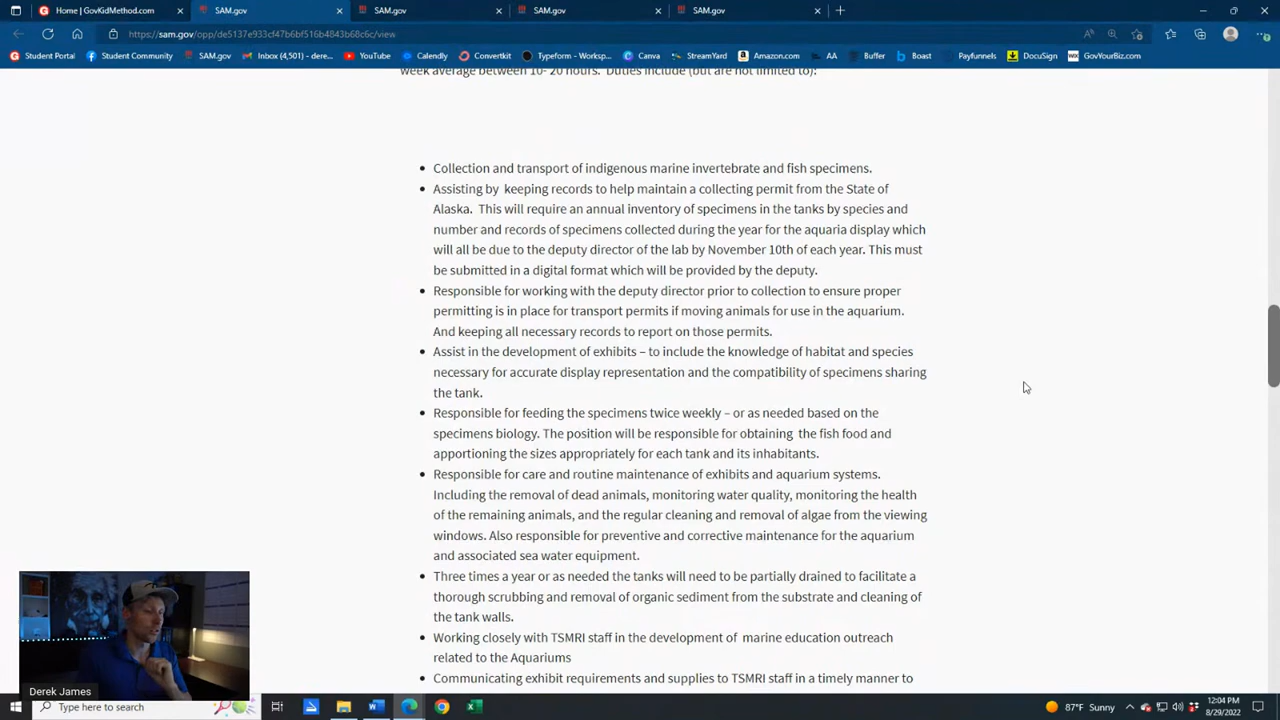 Home | GovKidMethod.com
SAM.gov
SAM.gov
SAM.gov
SAM.gov
https://sam.gov/opp/de5137e933cf47b6bf516b4843b68c6c/view
Student Portal
Student Community
SAM.gov
Inbox (4,501) - dere...
YouTube
Calendly
Convertkit
Typeform - Worksp...
Canva
StreamYard
Amazon.com
AA
Buffer
Boast
Payfunnels
DocuSign
GovYourBiz.com
week average between 10- 20 hours. Duties include (but are not limited to):
Collection and transport of indigenous marine invertebrate and fish specimens.
Assisting by keeping records to help maintain a collecting permit from the State of
Alaska. This will require an annual inventory of specimens in the tanks by species and
number and records of specimens collected during the year for the aquaria display which
will all be due to the deputy director of the lab by November 10th of each year. This must
be submitted in a digital format which will be provided by the deputy.
Responsible for working with the deputy director prior to collection to ensure proper
permitting is in place for transport permits if moving animals for use in the aquarium.
And keeping all necessary records to report on those permits.
Assist in the development of exhibits – to include the knowledge of habitat and species
necessary for accurate display representation and the compatibility of specimens sharing
the tank.
Responsible for feeding the specimens twice weekly – or as needed based on the
specimens biology. The position will be responsible for obtaining the fish food and
apportioning the sizes appropriately for each tank and its inhabitants.
Responsible for care and routine maintenance of exhibits and aquarium systems.
Including the removal of dead animals, monitoring water quality, monitoring the health
of the remaining animals, and the regular cleaning and removal of algae from the viewing
windows. Also responsible for preventive and corrective maintenance for the aquarium
and associated sea water equipment.
Three times a year or as needed the tanks will need to be partially drained to facilitate a
thorough scrubbing and removal of organic sediment from the substrate and cleaning of
the tank walls.
Working closely with TSMRI staff in the development of marine education outreach
related to the Aquariums
Communicating exhibit requirements and supplies to TSMRI staff in a timely manner to
Derek James
Type here to search
87°F Sunny
12:04 PM
8/29/2022